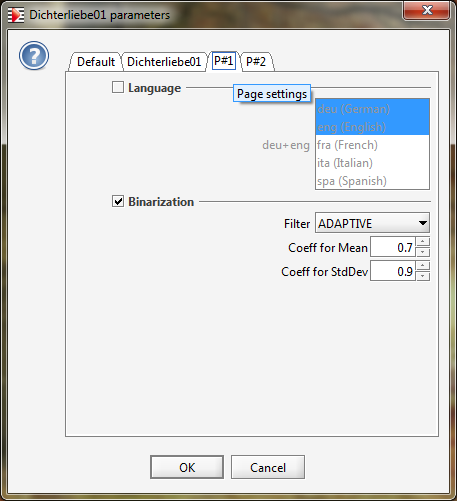 Dichterliebe01 parameters
?
Default Dichterliebe01 P#1 P#2
Language
Page settings
deu (German)
eng (English)
deu+eng
fra (French)
ita (Italian)
spa (Spanish)
Binarization
Filter ADAPTIVE
Coeff for Mean 0.7
Coeff for StdDev 0.9
OK Cancel